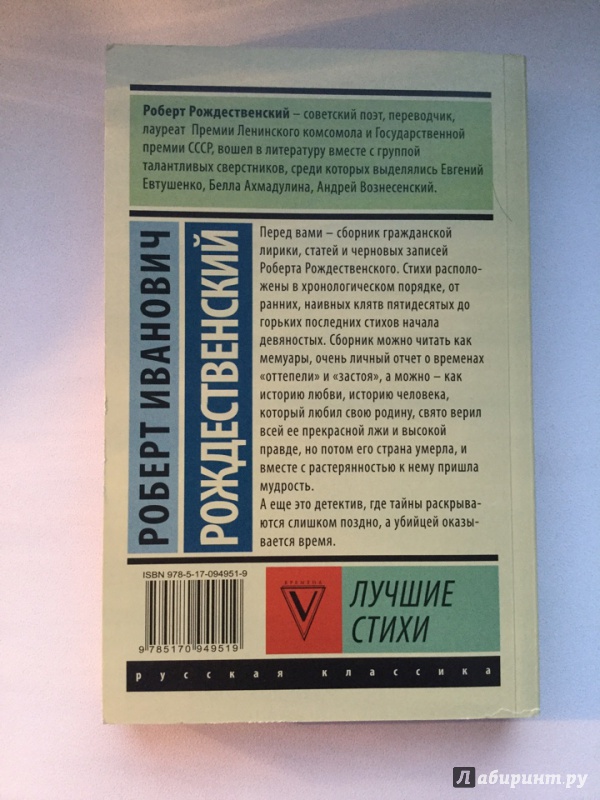 Роберт Рождественский – советский поэт, переводчик,
лауреат Премии Ленинского комсомола и Государственной
премии СССР, вошел в литературу вместе с группой
талантливых сверстников, среди которых выделялись Евгений
Евтушенко, Белла Ахмадулина, Андрей Вознесенский.
РОБЕРТ ИВАНОВИЧ
РОЖДЕСТВЕНСКИЙ
Перед вами – сборник гражданской
лирики, статей и черновых записей
Роберта Рождественского. Стихи располо-
жены в хронологическом порядке, от
ранних, наивных клятв пятидесятых до
горьких последних стихов начала
девяностых. Сборник можно читать как
мемуары, очень личный отчет о временах
«оттепели» и «застоя», а можно – как
историю любви, историю человека,
который любил свою родину, свято верил
всей ее прекрасной лжи и высокой
правде, но потом его страна умерла, и
вместе с растерянностью к нему пришла
мудрость.
А еще это детектив, где тайны раскрыва-
ются слишком поздно, а убийцей оказы-
вается время.
ISBN 978-5-17-094951-9
9 785170 949519
ВРЕМЕНА
V
ЛУЧШИЕ
СТИХИ
русская классика
лабиринт.ру